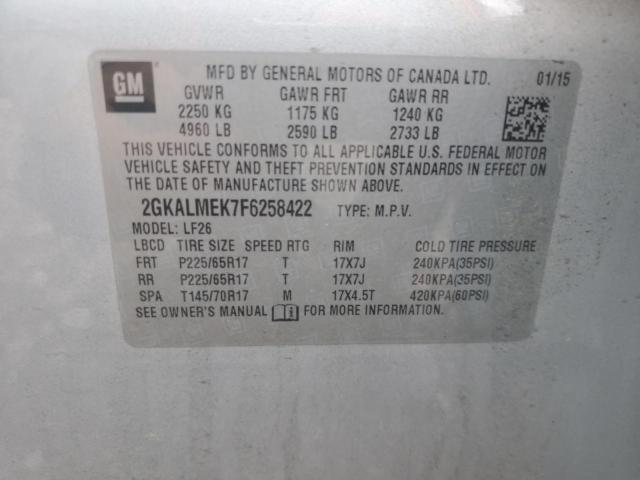 GM MFD BY GENERAL MOTORS OF CANADA LTD. 01/15
GVWR GAWR FRT GAWR RR
2250 KG 1175 KG 1240 KG
4960 LB 2590 LB 2733 LB
THIS VEHICLE CONFORMS TO ALL APPLICABLE U.S. FEDERAL MOTOR
VEHICLE SAFETY AND THEFT PREVENTION STANDARDS IN EFFECT ON
THE DATE OF MANUFACTURE SHOWN ABOVE.
2GKALMEK7F6258422 TYPE: M.P.V.
MODEL: LF26
LBCD TIRE SIZE SPEED RTG RIM COLD TIRE PRESSURE
FRT P225/65R17 T 17X7J 240KPA(35PSI)
RR P225/65R17 T 17X7J 240KPA(35PSI)
SPA T145/70R17 M 17X4.5T 420KPA(60PSI)
SEE OWNER'S MANUAL FOR MORE INFORMATION.